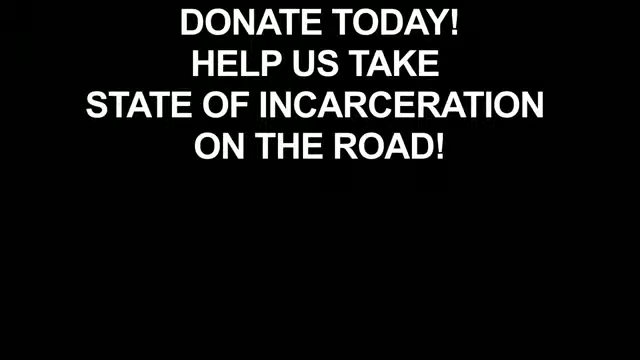 DONATE TODAY!
HELP US TAKE
STATE OF INCARCERATION
ON THE ROAD!